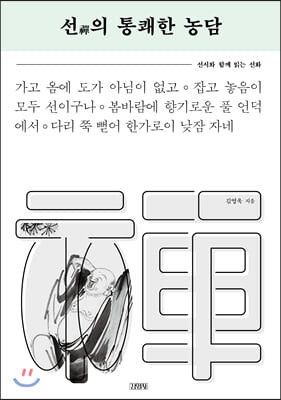 선禪의 통쾌한 농담
선시와 함께 읽는 선화
가고 옴에 도가 아님이 없고。잡고 놓음이
모두 선이구나。봄바람에 향기로운 풀 언덕
에서。다리 쭉 뻗어 한가로이 낮잠 자네
김영욱 지음
禪
김영사
yes